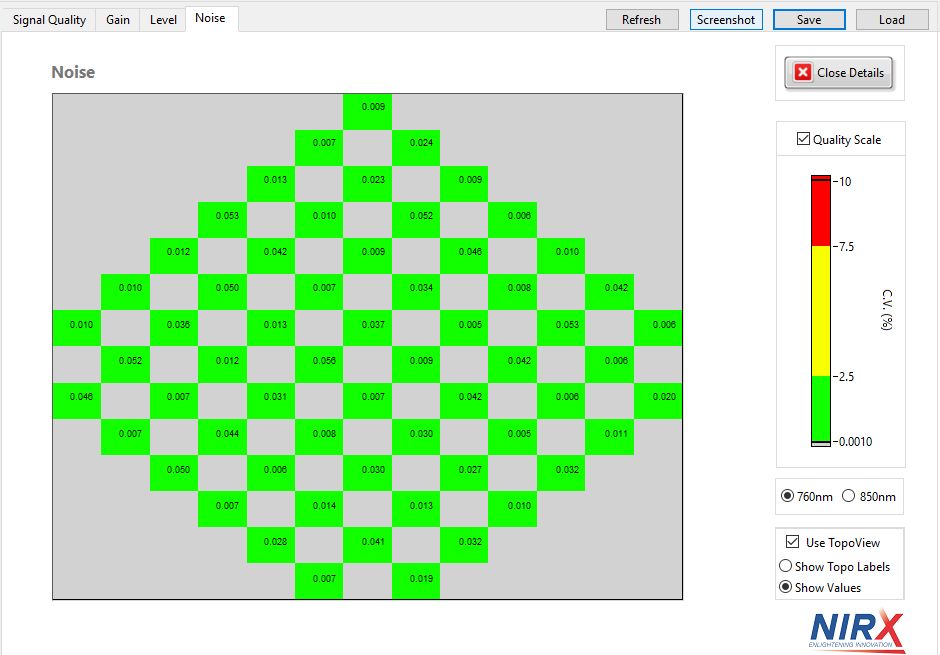 Signal Quality Gain Level Noise Refresh Screenshot Save Load
Noise
Close Details
Quality Scale
10
7.5
2.5
0.0010
C.V. (%)
760nm 850nm
Use TopoView
Show Topo Labels
Show Values
NIRX
ENLIGHTENING INNOVATION
0.009
0.007 0.024
0.013 0.023 0.009
0.053 0.010 0.052 0.006
0.012 0.042 0.009 0.046 0.010
0.010 0.050 0.007 0.034 0.008 0.042
0.010 0.036 0.013 0.037 0.005 0.053 0.006
0.052 0.012 0.056 0.009 0.042 0.006
0.046 0.007 0.031 0.007 0.042 0.006 0.020
0.007 0.044 0.008 0.030 0.005 0.011
0.050 0.006 0.030 0.027 0.032
0.007 0.014 0.013 0.010
0.028 0.041 0.032
0.007 0.019